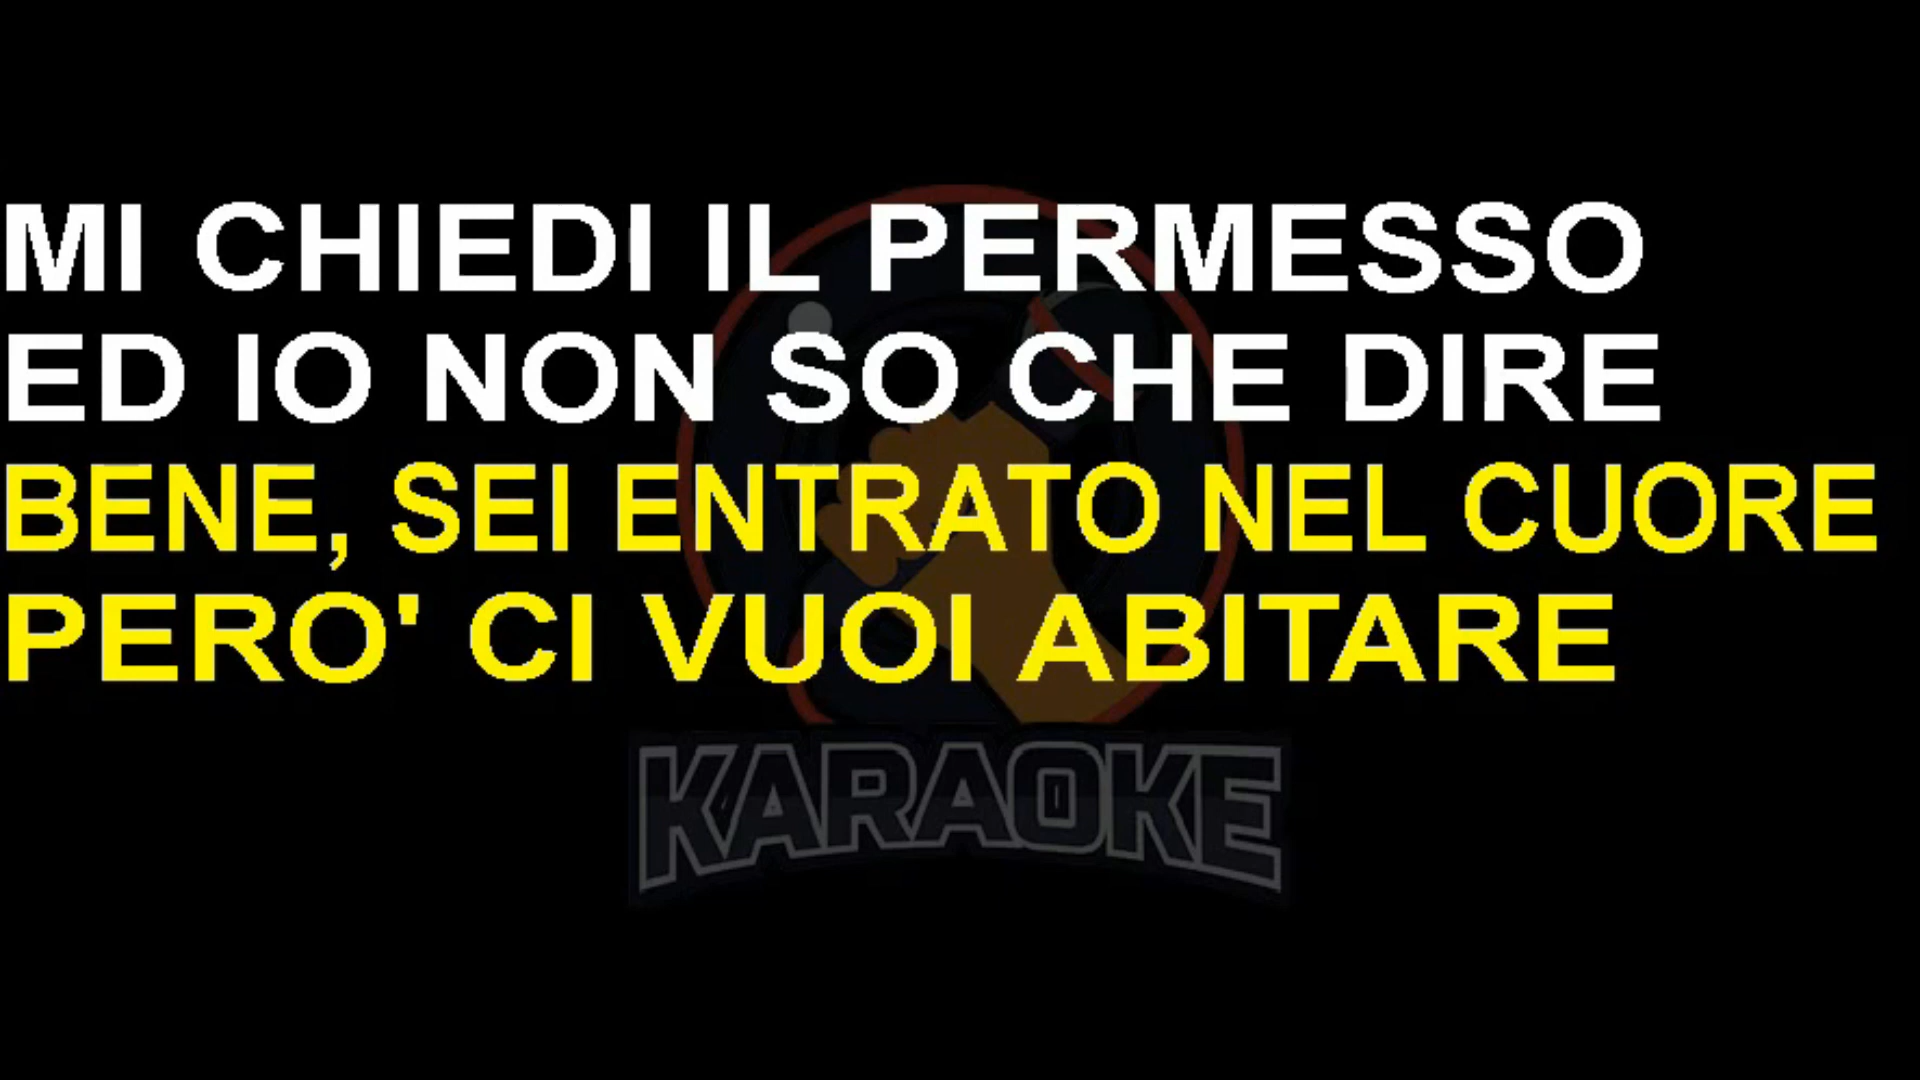 MI CHIEDI IL PERMESSO
ED IO NON SO CHE DIRE
BENE, SEI ENTRATO NEL CUORE
PERO' CI VUOI ABITARE
KARAOKE